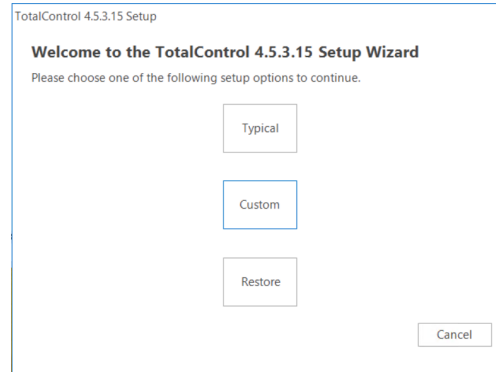 TotalControl 4.5.3.15 Setup
Welcome to the TotalControl 4.5.3.15 Setup Wizard
Please choose one of the following setup options to continue.
Typical
Custom
Restore
Cancel